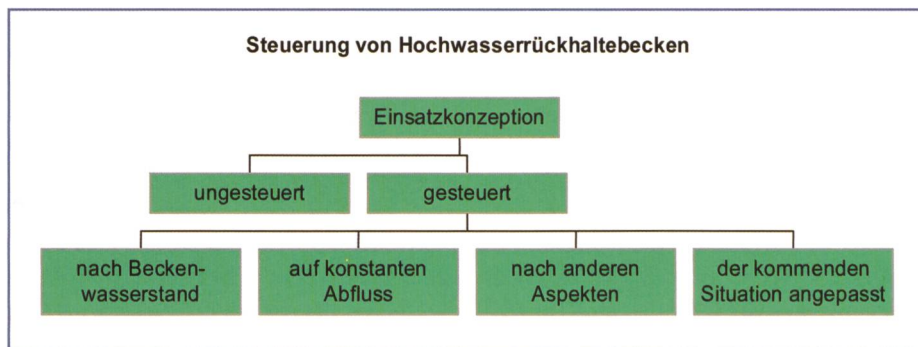 Steuerung von Hochwasserrückhaltebecken
Einsatzkonzeption
ungesteuert
gesteuert
nach Becken-
wasserstand
auf konstanten
Abfluss
nach anderen
Aspekten
der kommenden
Situation angepasst